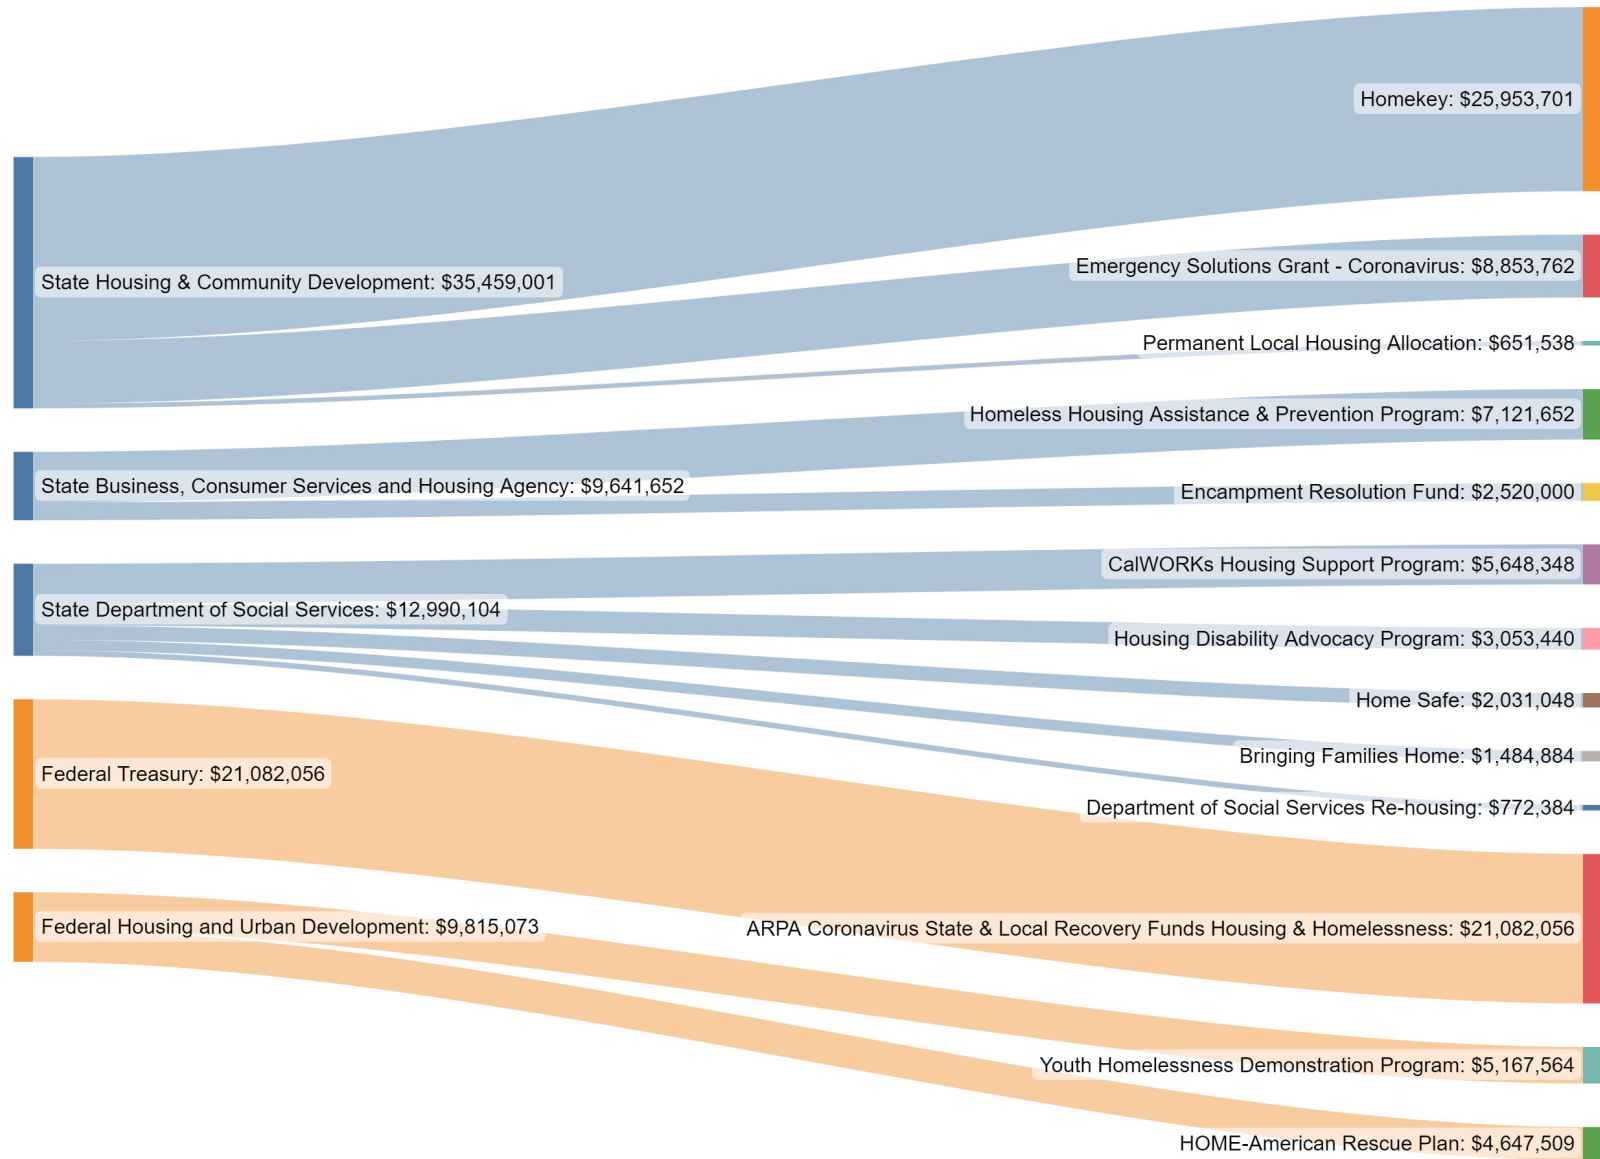 Homekey: $25,953,701
State Housing & Community Development: $35,459,001
Emergency Solutions Grant - Coronavirus: $8,853,762
Permanent Local Housing Allocation: $651,538
Homeless Housing Assistance & Prevention Program: $7,121,652
State Business, Consumer Services and Housing Agency: $9,641,652
Encampment Resolution Fund: $2,520,000
CalWORKs Housing Support Program: $5,648,348
State Department of Social Services: $12,990,104
Housing Disability Advocacy Program: $3,053,440
Home Safe: $2,031,048
Bringing Families Home: $1,484,884
Federal Treasury: $21,082,056
Department of Social Services Re-housing: $772,384
Federal Housing and Urban Development: $9,815,073
ARPA Coronavirus State & Local Recovery Funds Housing & Homelessness: $21,082,056
Youth Homelessness Demonstration Program: $5,167,564
HOME-American Rescue Plan: $4,647,509